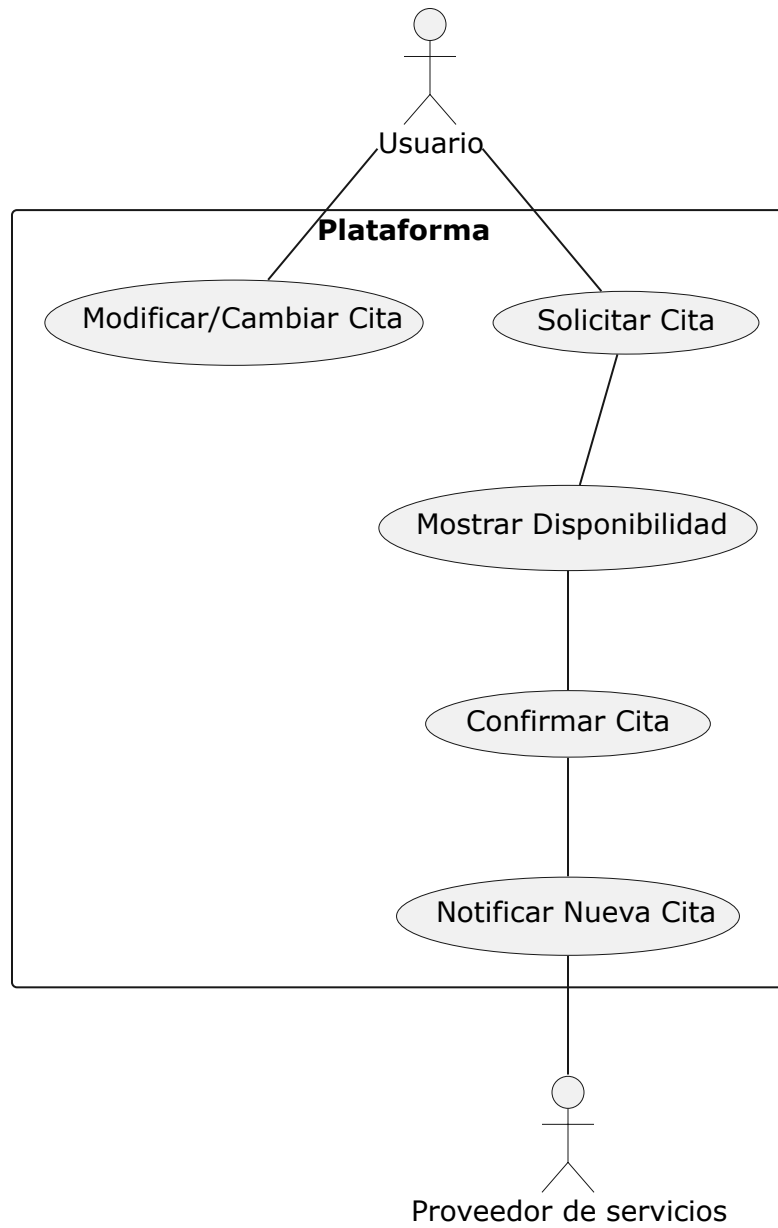 Usuario
Plataforma
Modificar/Cambiar Cita
Solicitar Cita
Mostrar Disponibilidad
Confirmar Cita
Notificar Nueva Cita
Proveedor de servicios